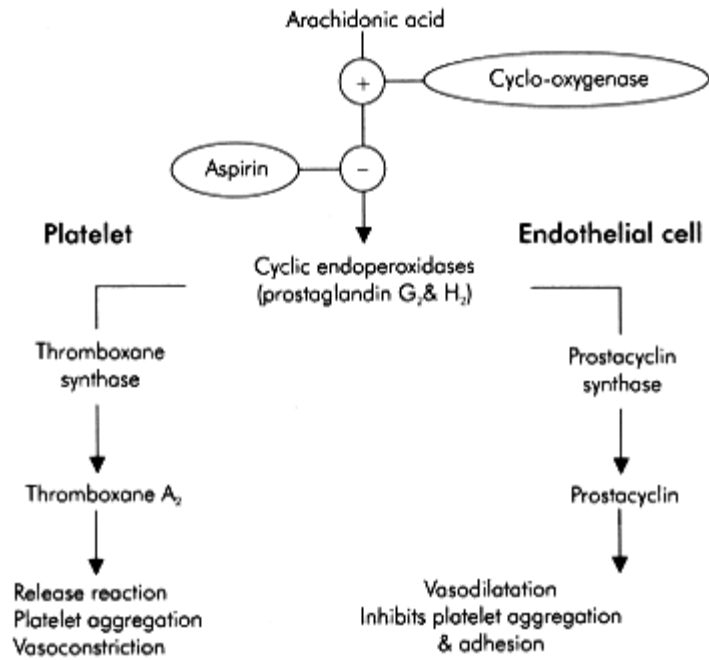 Arachidonic acid
+
Cyclo-oxygenase
Aspirin
−
Platelet
Endothelial cell
Cyclic endoperoxidases
(prostaglandin G₂& H₂)
Thromboxane
synthase
Prostacyclin
synthase
Thromboxane A₂
Prostacyclin
Release reaction
Platelet aggregation
Vasoconstriction
Vasodilatation
Inhibits platelet aggregation
& adhesion